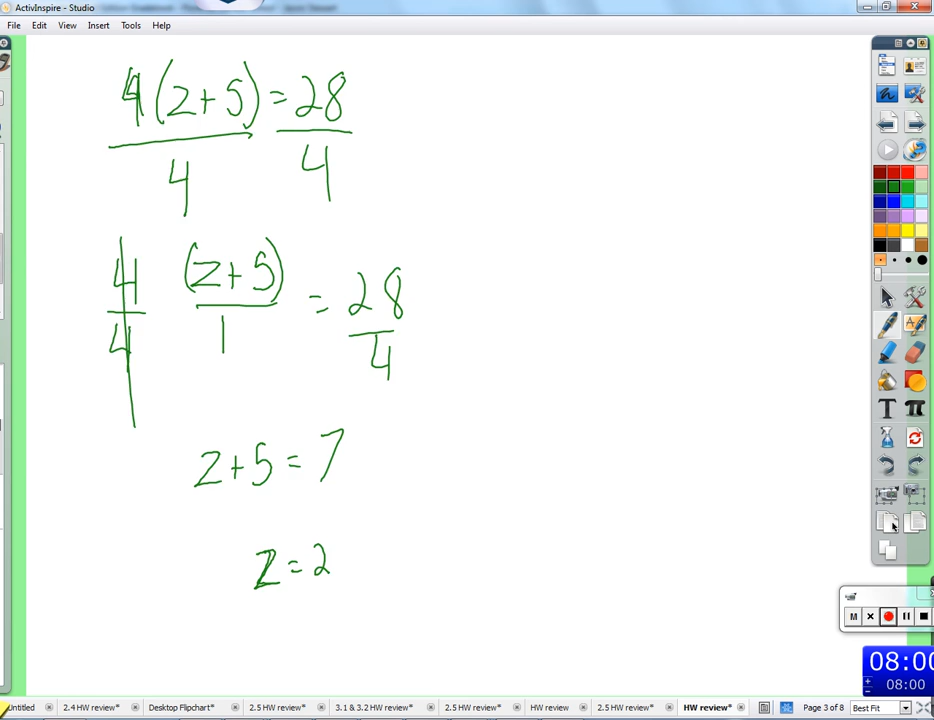 ActivInspire - Studio
File Edit View Insert Tools Help
4(z+5)=28
4 4
4 (z+5) = 28
4 1 4
z+5=7
z=2
M
08:00
08:00
Untitled 2.4 HW review* Desktop Flipchart* 2.5 HW review* 3.1 & 3.2 HW review* 2.5 HW review* HW review 2.5 HW review* HW review* Page 3 of 8 Best Fit